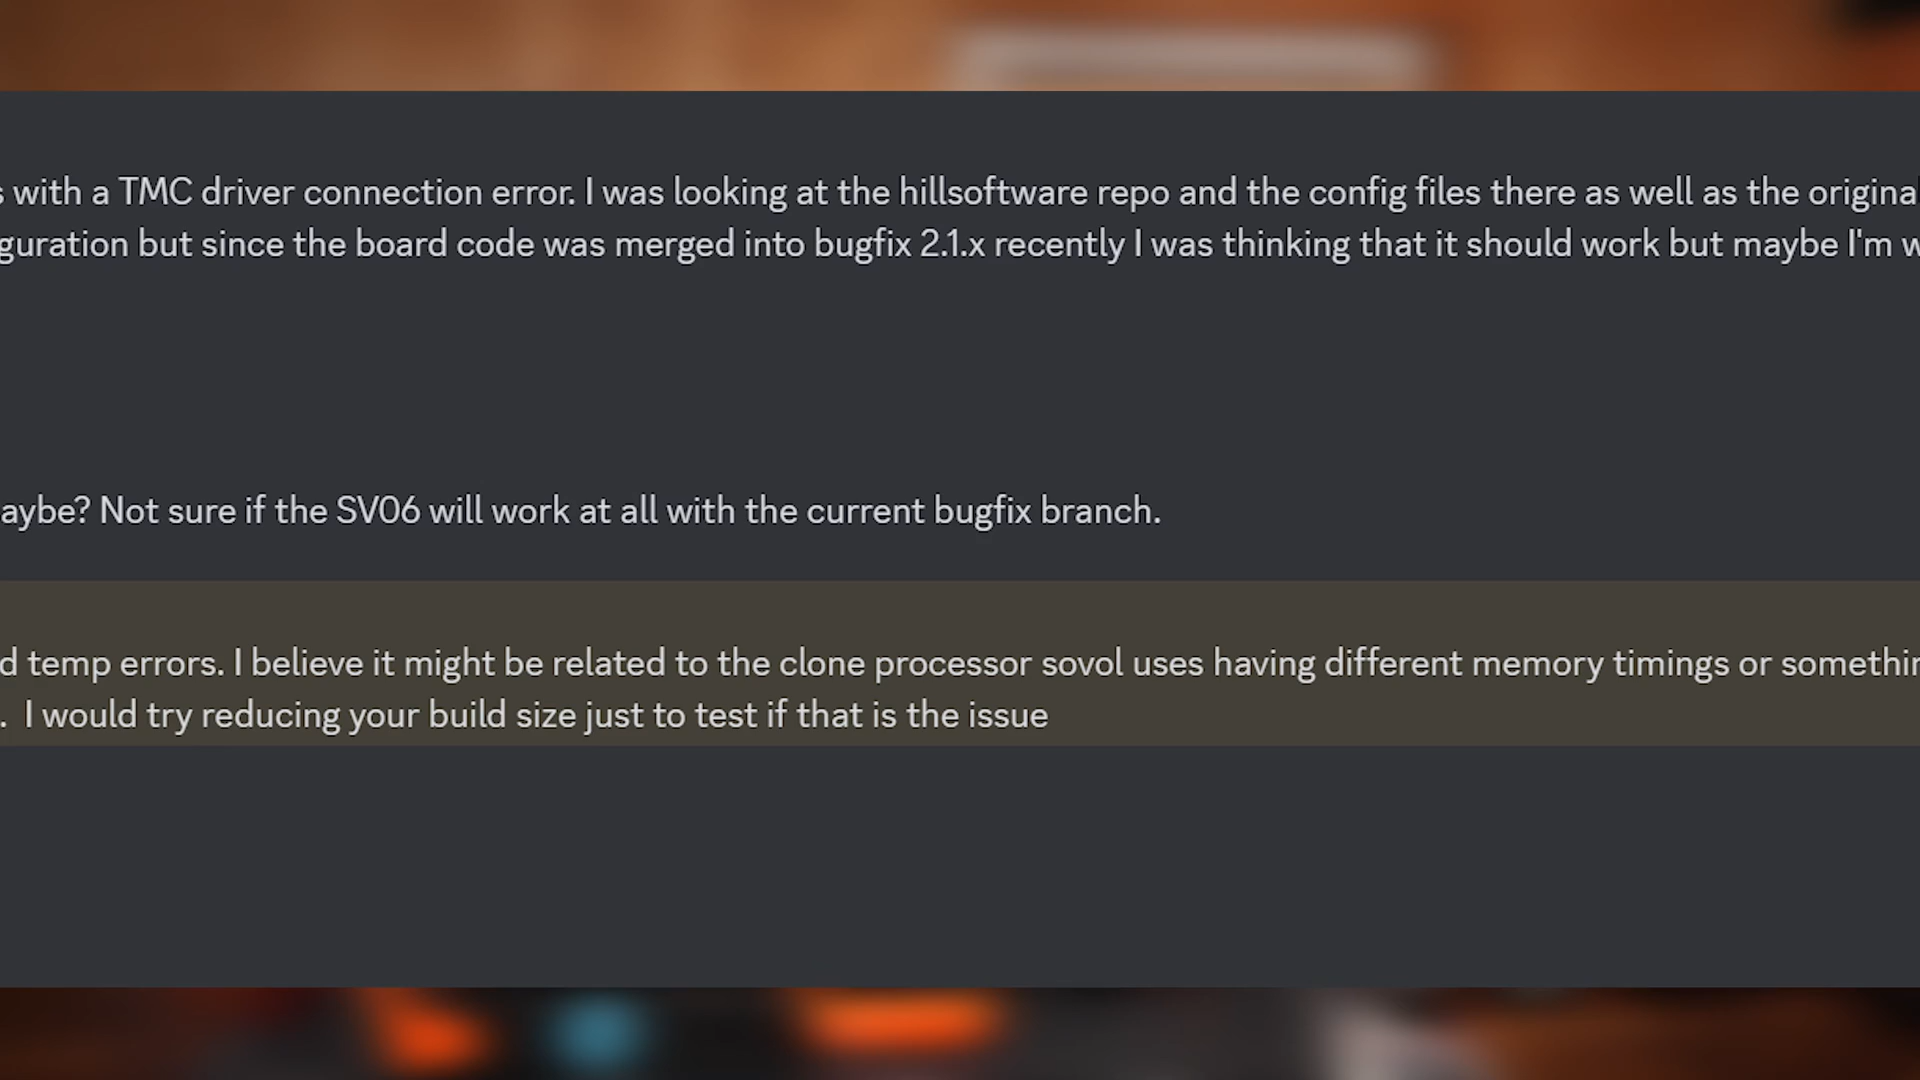 with a TMC driver connection error. I was looking at the hillsoftware repo and the config files there as well as the
but since the board code was merged into bugfix 2.1.x recently I was thinking that it should work but maybe I'm
Not sure if the SV06 will work at all with the current bugfix branch.
temp errors. I believe it might be related to the clone processor sovol uses having different memory timings or
. I would try reducing your build size just to test if that is the issue